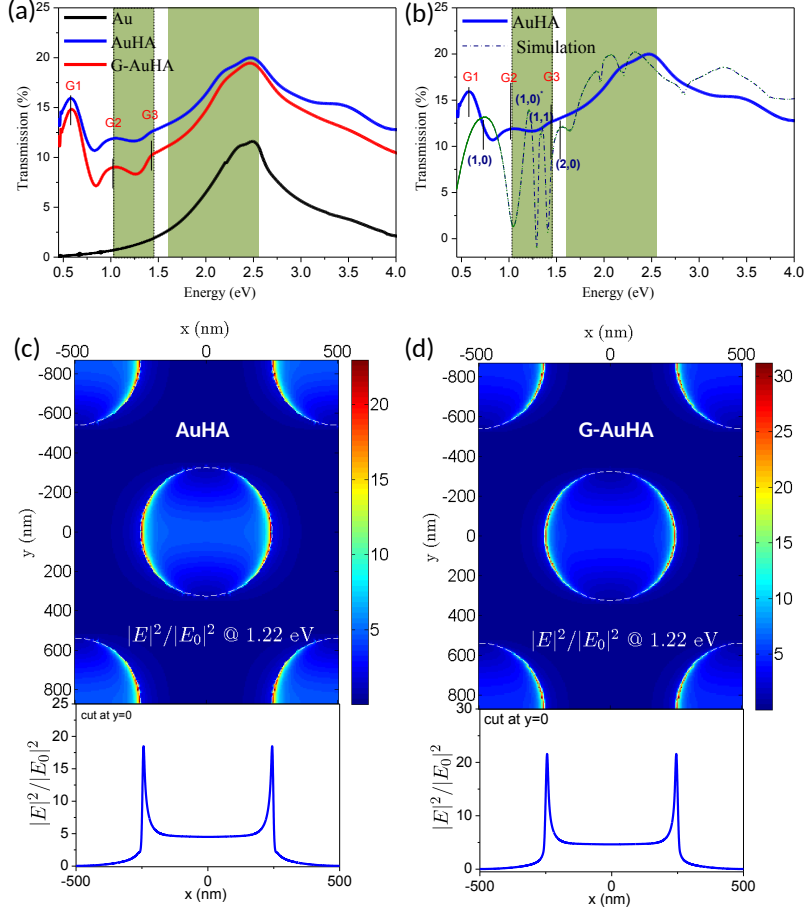 (a)
Au
AuHA
G-AuHA
G1
G2
G3
Transmission (%)
25
20
15
10
5
0
0.5 1.0 1.5 2.0 2.5 3.0 3.5 4.0
Energy (eV)
(b)
AuHA
Simulation
G1
G2
G3
(1,0)*
(1,1)
(1,0)
(2,0)
Transmission (%)
25
20
15
10
5
0
0.5 1.0 1.5 2.0 2.5 3.0 3.5 4.0
Energy (eV)
(c)
x (nm)
-500 0 500
AuHA
y (nm)
-800
-600
-400
-200
0
200
400
600
800
|E|²/|E₀|² @ 1.22 eV
20
15
10
5
cut at y=0
|E|²/|E₀|²
25
20
15
10
5
0
-500 0 500
x (nm)
(d)
x (nm)
-500 0 500
G-AuHA
y (nm)
-800
-600
-400
-200
0
200
400
600
800
|E|²/|E₀|² @ 1.22 eV
30
25
20
15
10
5
cut at y=0
|E|²/|E₀|²
30
25
20
15
10
5
0
-500 0 500
x (nm)